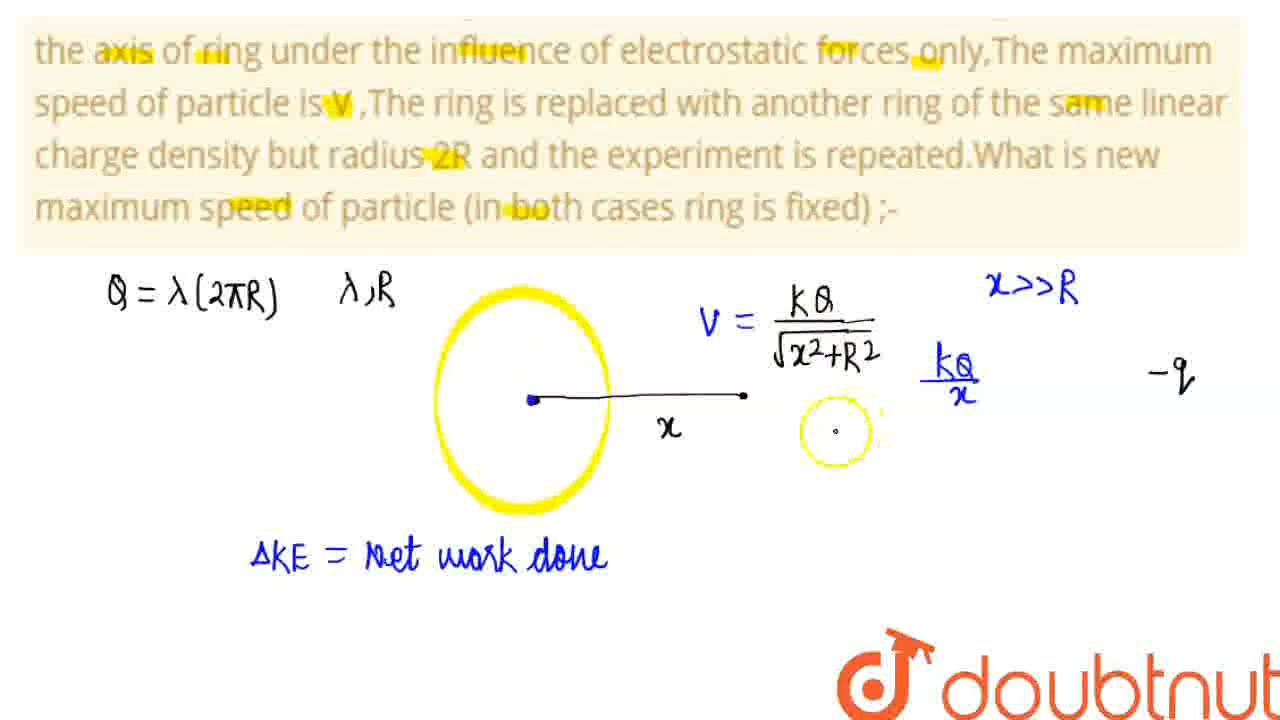 the axis of ring under the influence of electrostatic forces only,The maximum
speed of particle is V ,The ring is replaced with another ring of the same linear
charge density but radius 2R and the experiment is repeated.What is new
maximum speed of particle (in both cases ring is fixed) ;-
Q = λ(2πR) λ,R
V = kQ / √x²+R²
x>>R
kQ / x
-q
x
ΔKE = net work done
doubtnut